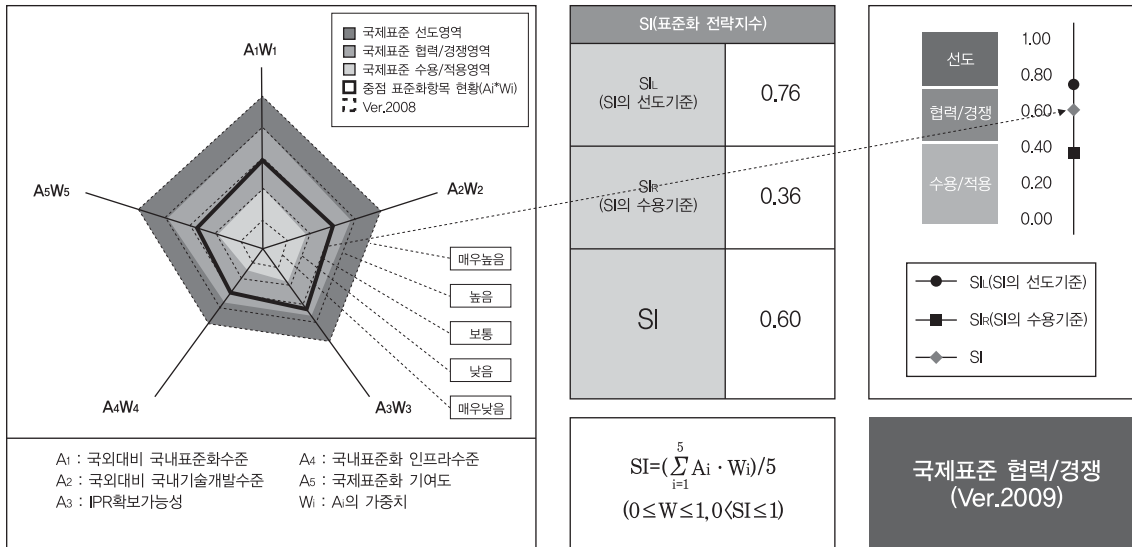 국제표준 선도영역
국제표준 협력/경쟁영역
국제표준 수용/적용영역
중점 표준화항목 현황(Ai*Wi)
Ver.2008
A1W1
A2W2
A3W3
A4W4
A5W5
매우높음
높음
보통
낮음
매우낮음
A1 : 국외대비 국내표준화수준
A2 : 국외대비 국내기술개발수준
A3 : IPR확보가능성
A4 : 국내표준화 인프라수준
A5 : 국제표준화 기여도
Wi : Ai의 가중치
SI(표준화 전략지수)
SIL
(SI의 선도기준)
0.76
SIR
(SI의 수용기준)
0.36
SI
0.60
SI=(5∑i=1 Ai · Wi)/5
(0≤W≤1, 0<SI≤1)
선도
협력/경쟁
수용/적용
1.00
0.80
0.60
0.40
0.20
0.00
SIL(SI의 선도기준)
SIR(SI의 수용기준)
SI
국제표준 협력/경쟁
(Ver.2009)